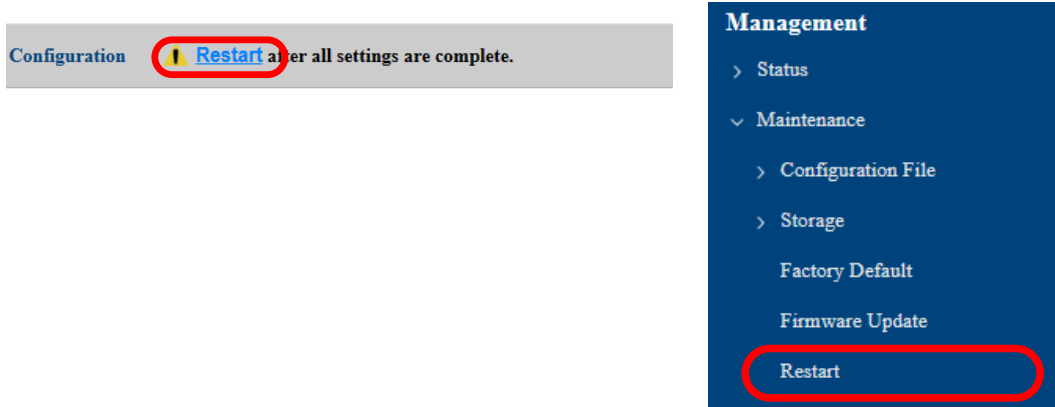 Configuration Restart after all settings are complete.
Management
Status
Maintenance
Configuration File
Storage
Factory Default
Firmware Update
Restart